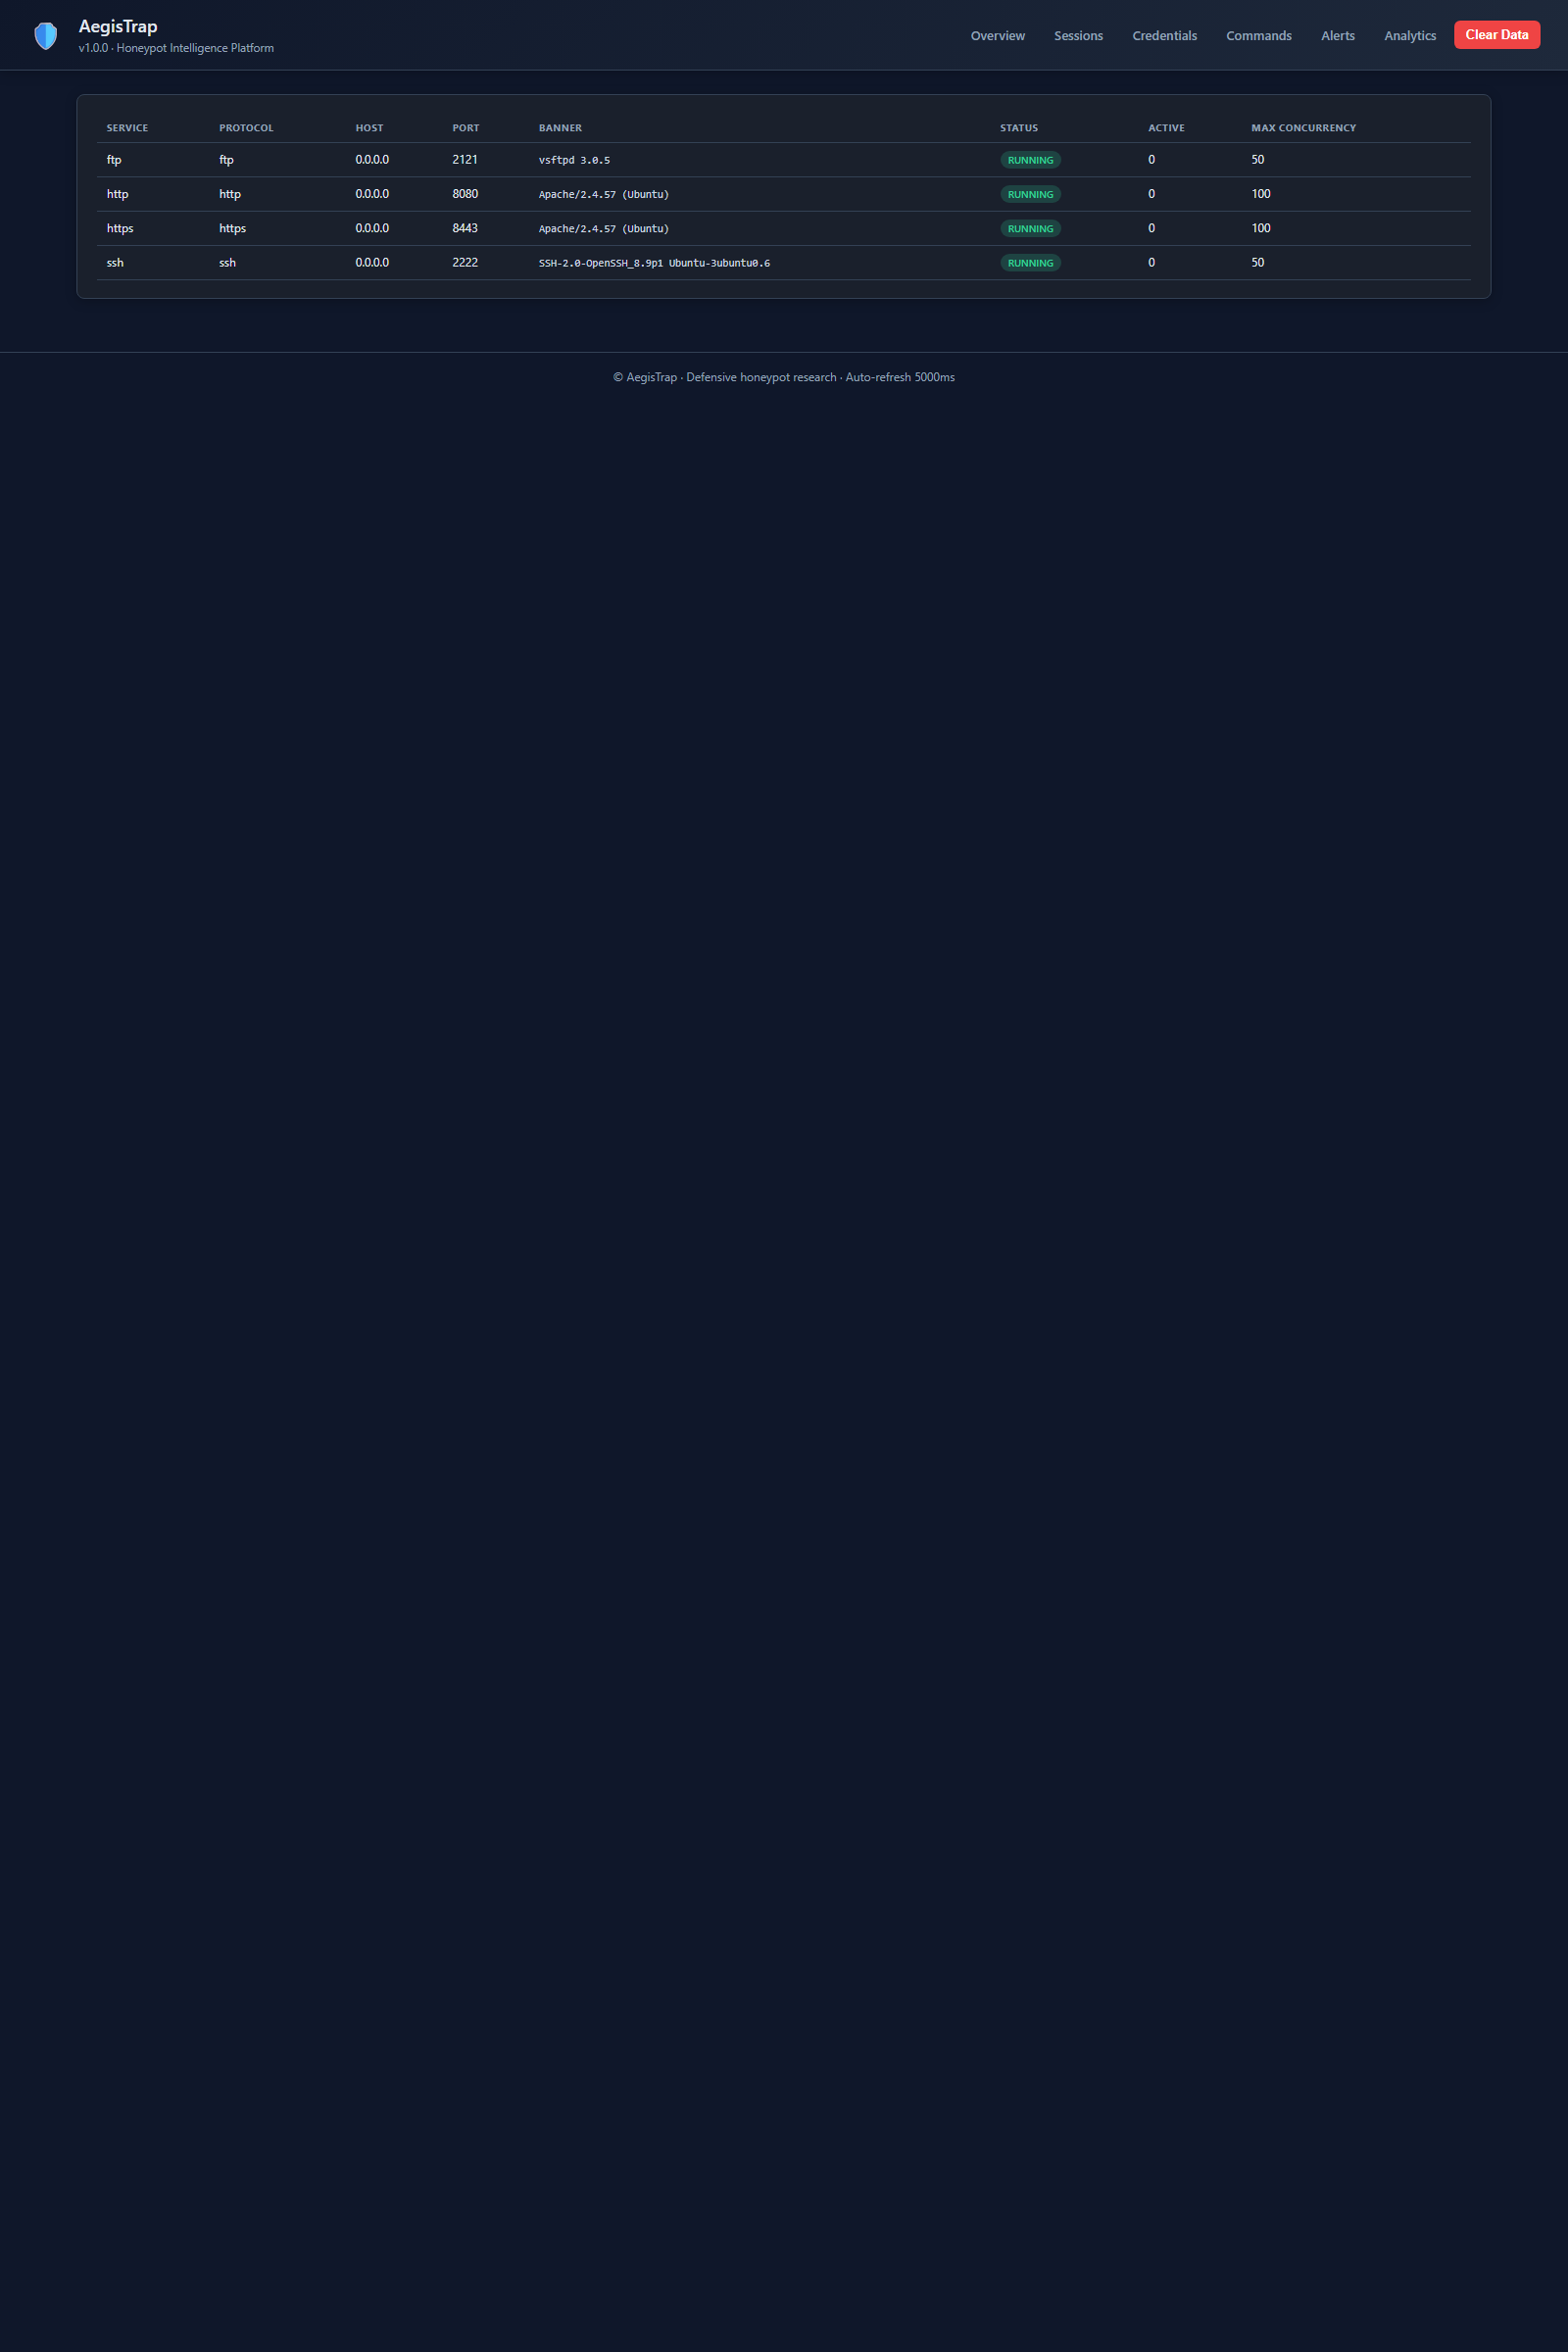 AegisTrap
v1.0.0 · Honeypot Intelligence Platform
Overview Sessions Credentials Commands Alerts Analytics Clear Data
SERVICE PROTOCOL HOST PORT BANNER STATUS ACTIVE MAX CONCURRENCY
ftp ftp 0.0.0.0 2121 vsftpd 3.0.5 RUNNING 0 50
http http 0.0.0.0 8080 Apache/2.4.57 (Ubuntu) RUNNING 0 100
https https 0.0.0.0 8443 Apache/2.4.57 (Ubuntu) RUNNING 0 100
ssh ssh 0.0.0.0 2222 SSH-2.0-OpenSSH_8.9p1 Ubuntu-3ubuntu0.6 RUNNING 0 50
© AegisTrap · Defensive honeypot research · Auto-refresh 5000ms